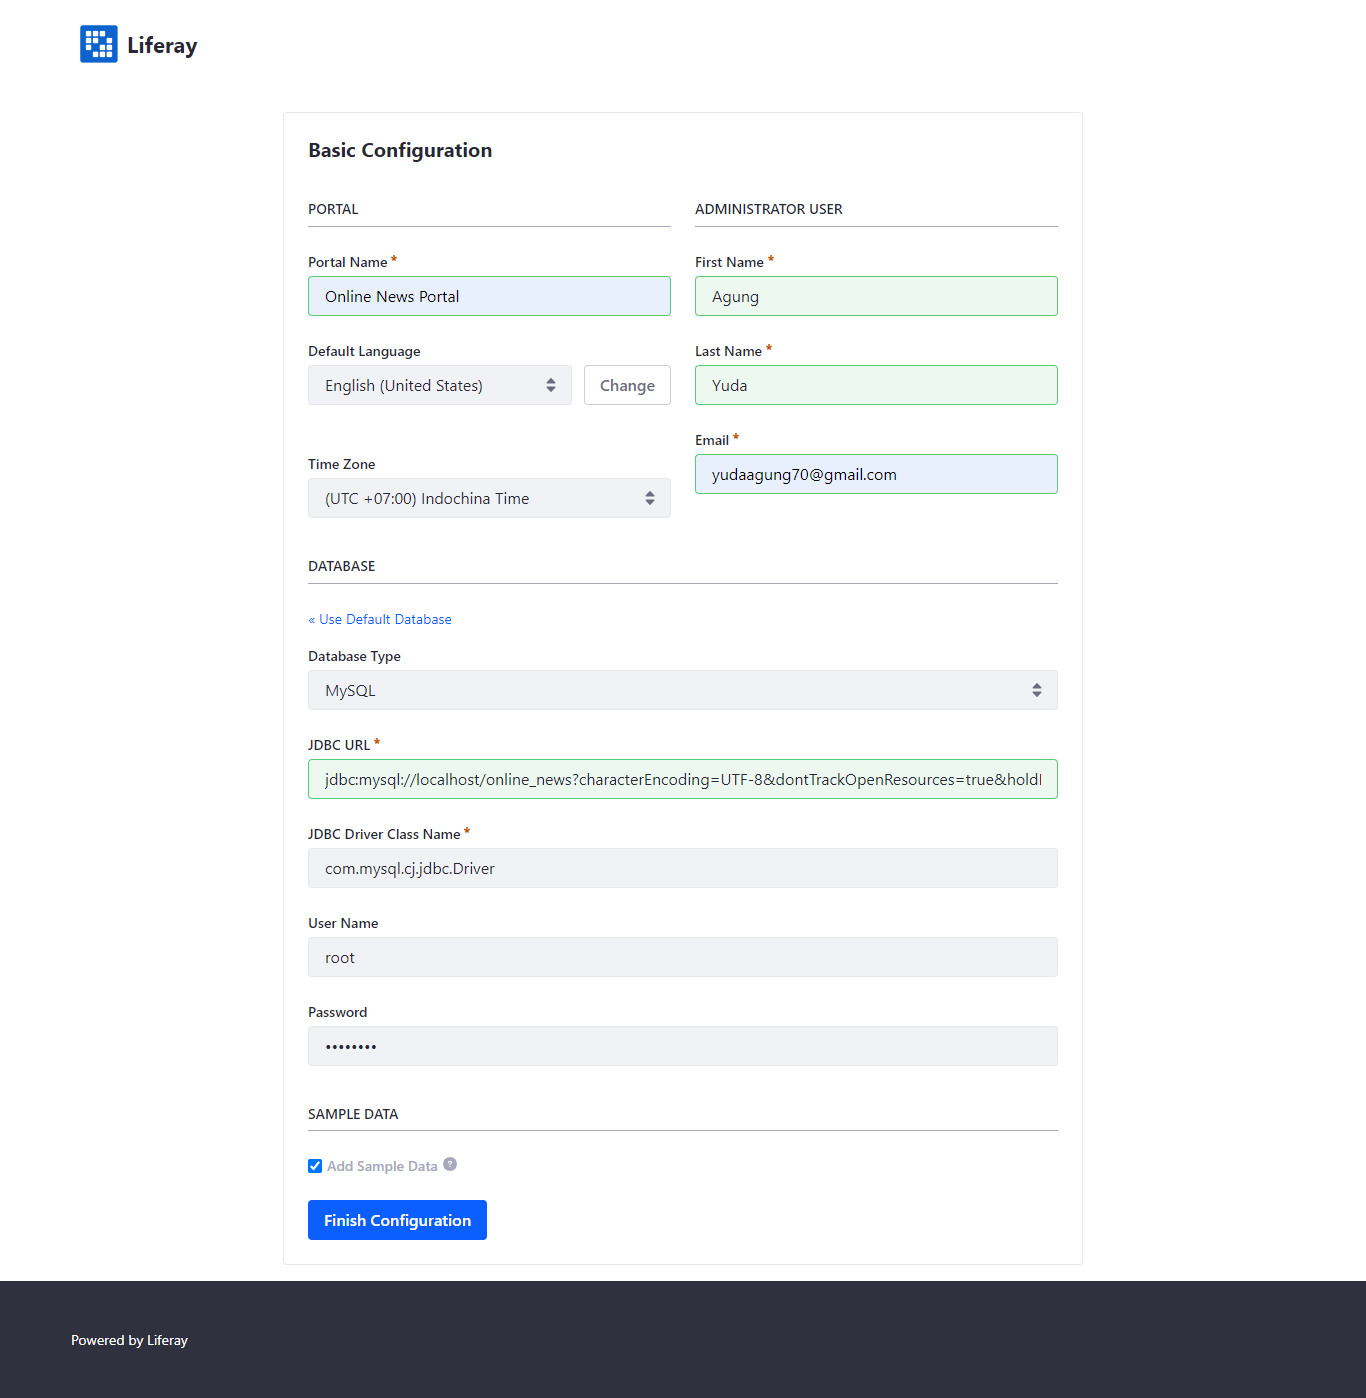 Liferay
Basic Configuration
PORTAL
Portal Name *
Online News Portal
Default Language
English (United States)
Change
Time Zone
(UTC +07:00) Indochina Time
ADMINISTRATOR USER
First Name *
Agung
Last Name *
Yuda
Email *
yudaagung70@gmail.com
DATABASE
« Use Default Database
Database Type
MySQL
JDBC URL *
jdbc:mysql://localhost/online_news?characterEncoding=UTF-8&dontTrackOpenResources=true&holdI
JDBC Driver Class Name *
com.mysql.cj.jdbc.Driver
User Name
root
Password
••••••••
SAMPLE DATA
Add Sample Data ?
Finish Configuration
Powered by Liferay